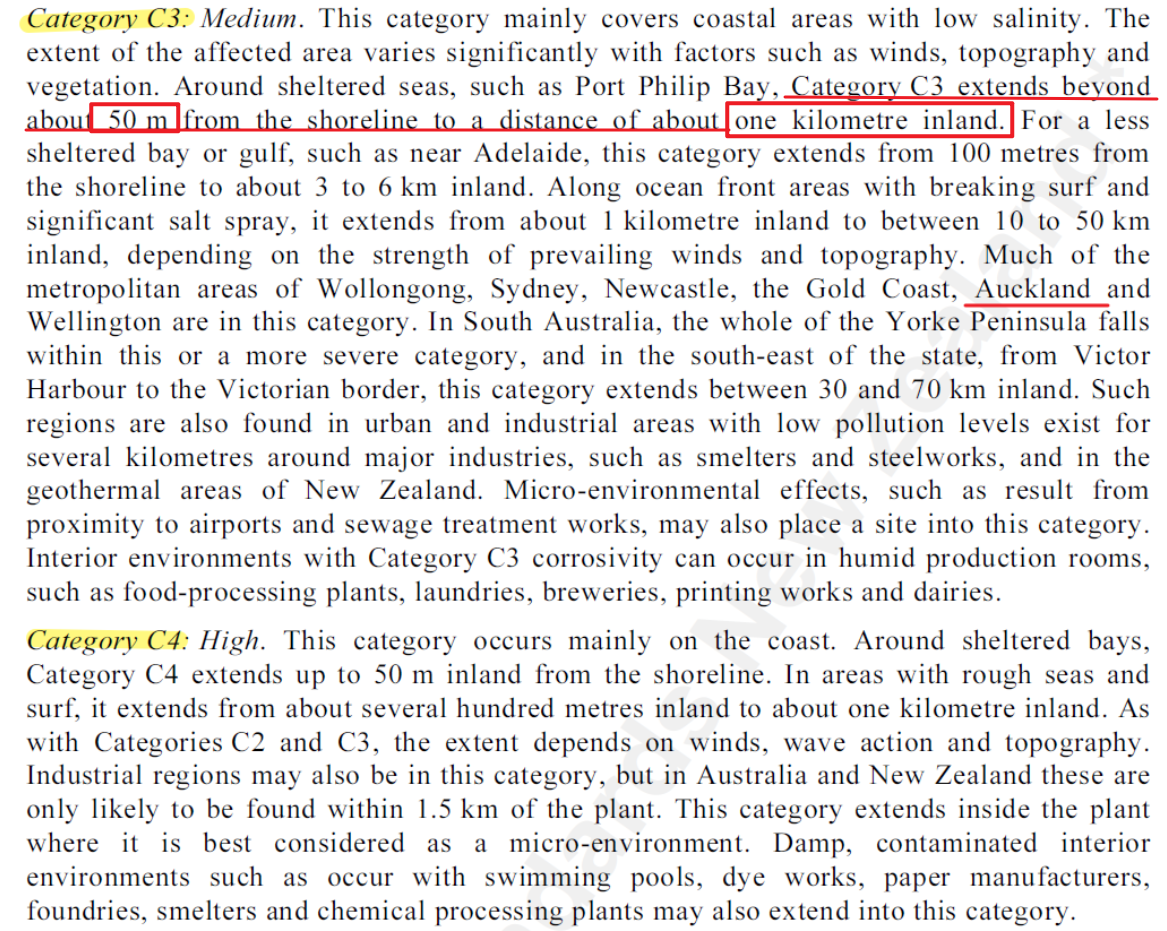 Category C3: Medium. This category mainly covers coastal areas with low salinity. The
extent of the affected area varies significantly with factors such as winds, topography and
vegetation. Around sheltered seas, such as Port Philip Bay, Category C3 extends beyond
about 50 m from the shoreline to a distance of about one kilometre inland. For a less
sheltered bay or gulf, such as near Adelaide, this category extends from 100 metres from
the shoreline to about 3 to 6 km inland. Along ocean front areas with breaking surf and
significant salt spray, it extends from about 1 kilometre inland to between 10 to 50 km
inland, depending on the strength of prevailing winds and topography. Much of the
metropolitan areas of Wollongong, Sydney, Newcastle, the Gold Coast, Auckland and
Wellington are in this category. In South Australia, the whole of the Yorke Peninsula falls
within this or a more severe category, and in the south-east of the state, from Victor
Harbour to the Victorian border, this category extends between 30 and 70 km inland. Such
regions are also found in urban and industrial areas with low pollution levels exist for
several kilometres around major industries, such as smelters and steelworks, and in the
geothermal areas of New Zealand. Micro-environmental effects, such as result from
proximity to airports and sewage treatment works, may also place a site into this category.
Interior environments with Category C3 corrosivity can occur in humid production rooms,
such as food-processing plants, laundries, breweries, printing works and dairies.
Category C4: High. This category occurs mainly on the coast. Around sheltered bays,
Category C4 extends up to 50 m inland from the shoreline. In areas with rough seas and
surf, it extends from about several hundred metres inland to about one kilometre inland. As
with Categories C2 and C3, the extent depends on winds, wave action and topography.
Industrial regions may also be in this category, but in Australia and New Zealand these are
only likely to be found within 1.5 km of the plant. This category extends inside the plant
where it is best considered as a micro-environment. Damp, contaminated interior
environments such as occur with swimming pools, dye works, paper manufacturers,
foundries, smelters and chemical processing plants may also extend into this category.
ndards New Zealand *